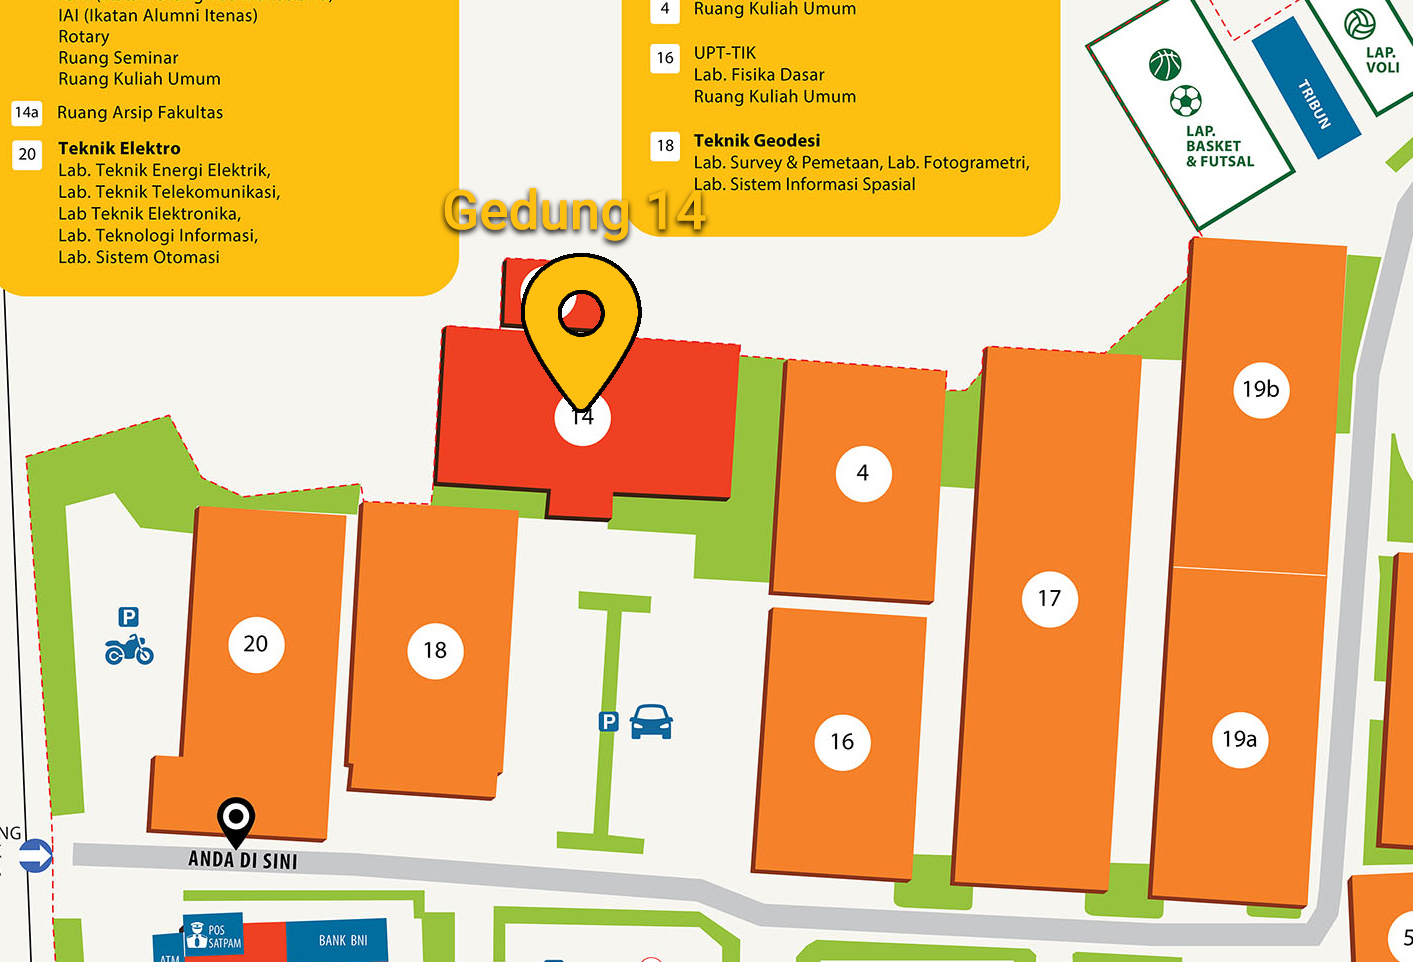 IAI (Ikatan Alumni Itenas)
Rotary
Ruang Seminar
Ruang Kuliah Umum
14a Ruang Arsip Fakultas
20 Teknik Elektro
Lab. Teknik Energi Elektrik,
Lab. Teknik Telekomunikasi,
Lab Teknik Elektronika,
Lab. Teknologi Informasi,
Lab. Sistem Otomasi
4 Ruang Kuliah Umum
16 UPT-TIK
Lab. Fisika Dasar
Ruang Kuliah Umum
18 Teknik Geodesi
Lab. Survey & Pemetaan, Lab. Fotogrametri,
Lab. Sistem Informasi Spasial
Gedung 14
LAP.
BASKET
& FUTSAL
TRIBUN
LAP.
VOLI
14
4
17
19b
20
18
P
P
16
19a
ANDA DI SINI
NG
POS
SATPAM
BANK BNI
ATM
5